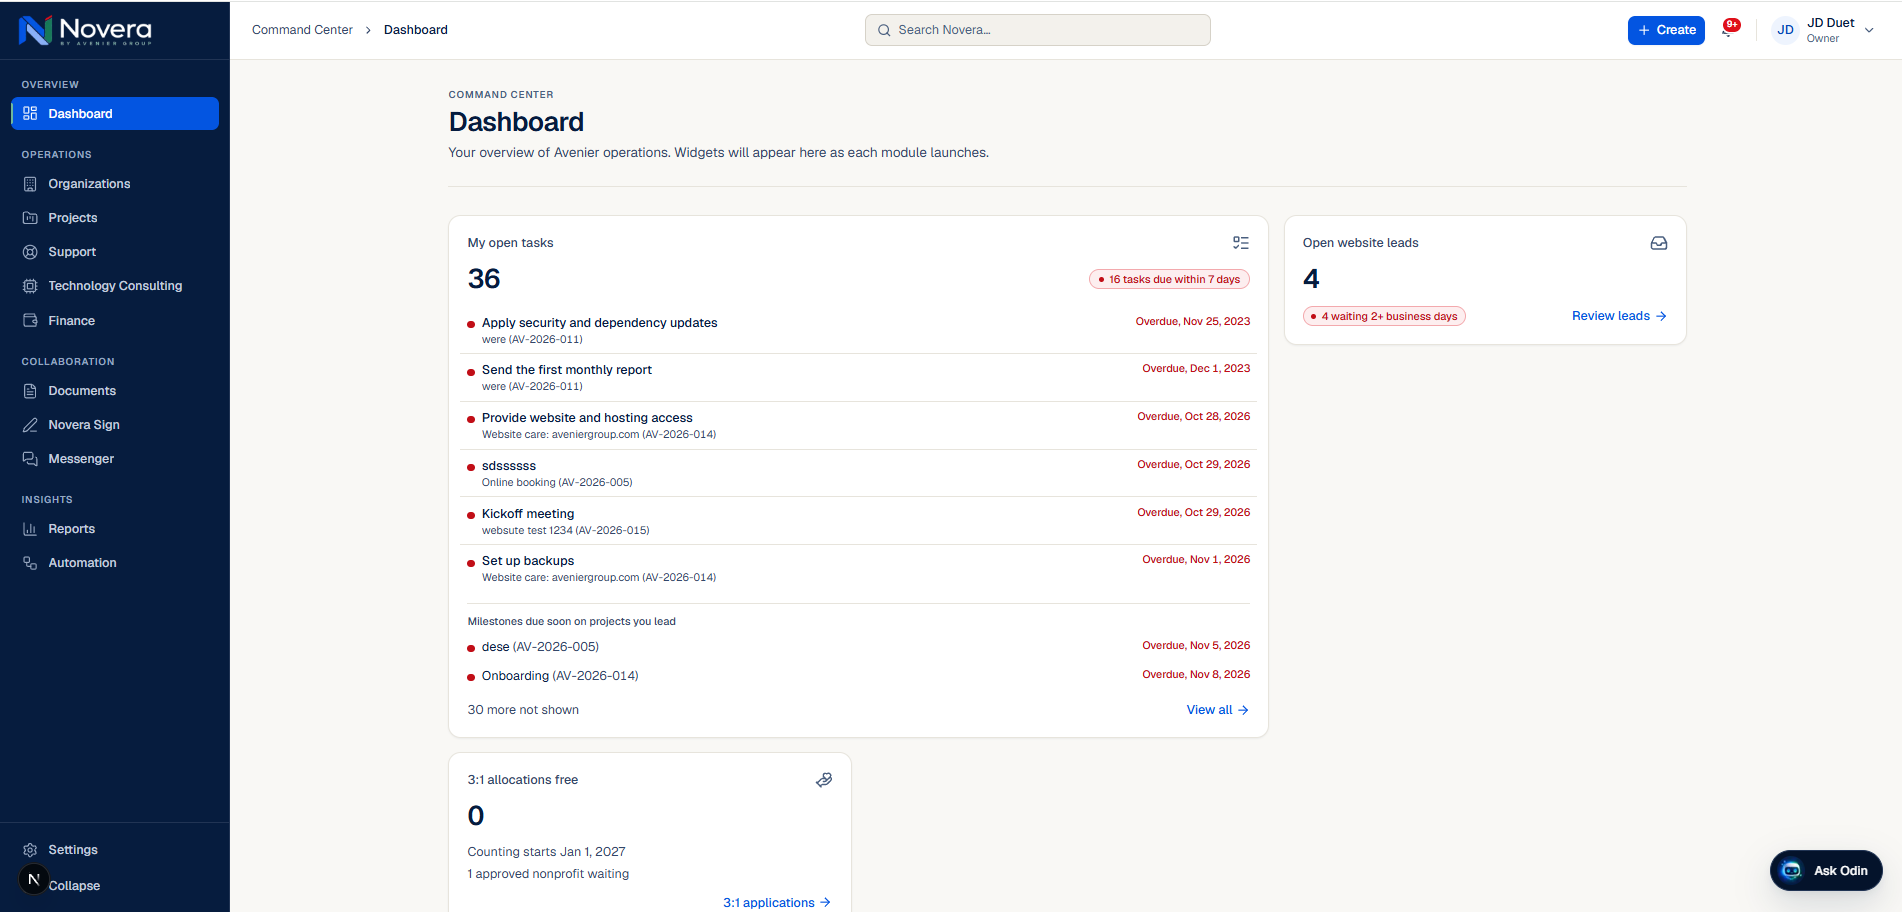 Novera
BY AVENIER GROUP
Command Center > Dashboard
Search Novera...
+ Create
9+
JD
JD Duet
Owner
OVERVIEW
Dashboard
OPERATIONS
Organizations
Projects
Support
Technology Consulting
Finance
COLLABORATION
Documents
Novera Sign
Messenger
INSIGHTS
Reports
Automation
Settings
N
Collapse
COMMAND CENTER
Dashboard
Your overview of Avenier operations. Widgets will appear here as each module launches.
My open tasks
36
16 tasks due within 7 days
Apply security and dependency updates
Overdue, Nov 25, 2023
were (AV-2026-011)
Send the first monthly report
Overdue, Dec 1, 2023
were (AV-2026-011)
Provide website and hosting access
Overdue, Oct 28, 2026
Website care: aveniergroup.com (AV-2026-014)
sdssssss
Overdue, Oct 29, 2026
Online booking (AV-2026-005)
Kickoff meeting
Overdue, Oct 29, 2026
websute test 1234 (AV-2026-015)
Set up backups
Overdue, Nov 1, 2026
Website care: aveniergroup.com (AV-2026-014)
Milestones due soon on projects you lead
dese (AV-2026-005)
Overdue, Nov 5, 2026
Onboarding (AV-2026-014)
Overdue, Nov 8, 2026
30 more not shown
View all →
Open website leads
4
4 waiting 2+ business days
Review leads →
3:1 allocations free
0
Counting starts Jan 1, 2027
1 approved nonprofit waiting
3:1 applications →
Ask Odin